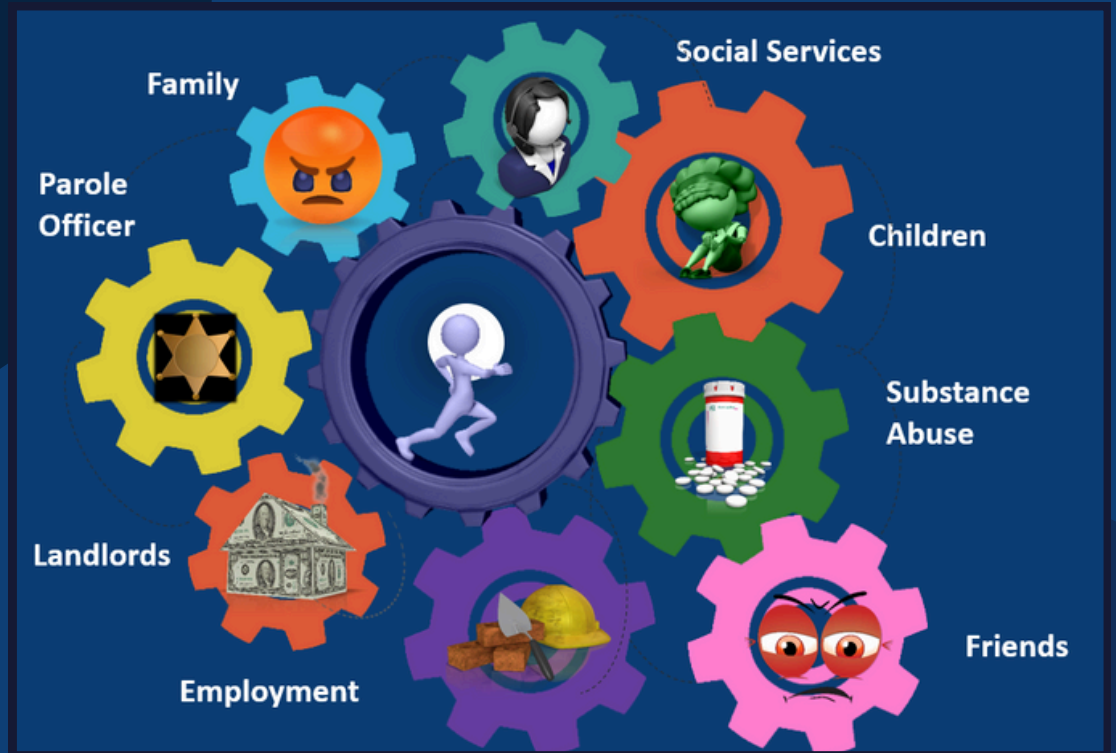 Social Services
Family
Parole
Officer
Children
Substance
Abuse
Landlords
Friends
Employment